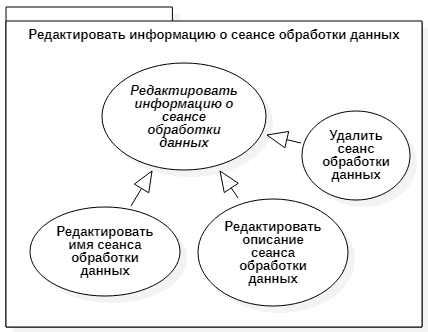 Редактировать информацию о сеансе обработки данных
Редактировать
информацию о
сеансе
обработки
данных
Удалить
сеанс
обработки
данных
Редактировать
имя сеанса
обработки
данных
Редактировать
описание
сеанса
обработки
данных